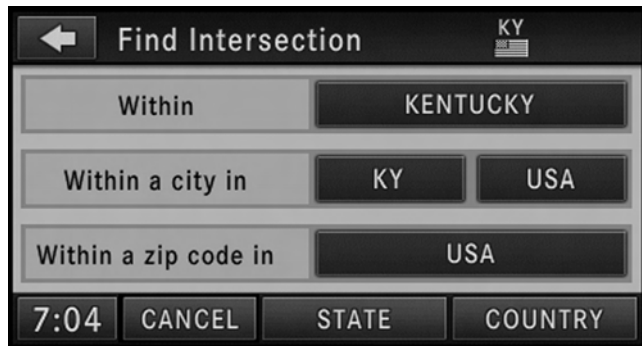 Find Intersection KY
Within KENTUCKY
Within a city in KY USA
Within a zip code in USA
7:04 CANCEL STATE COUNTRY